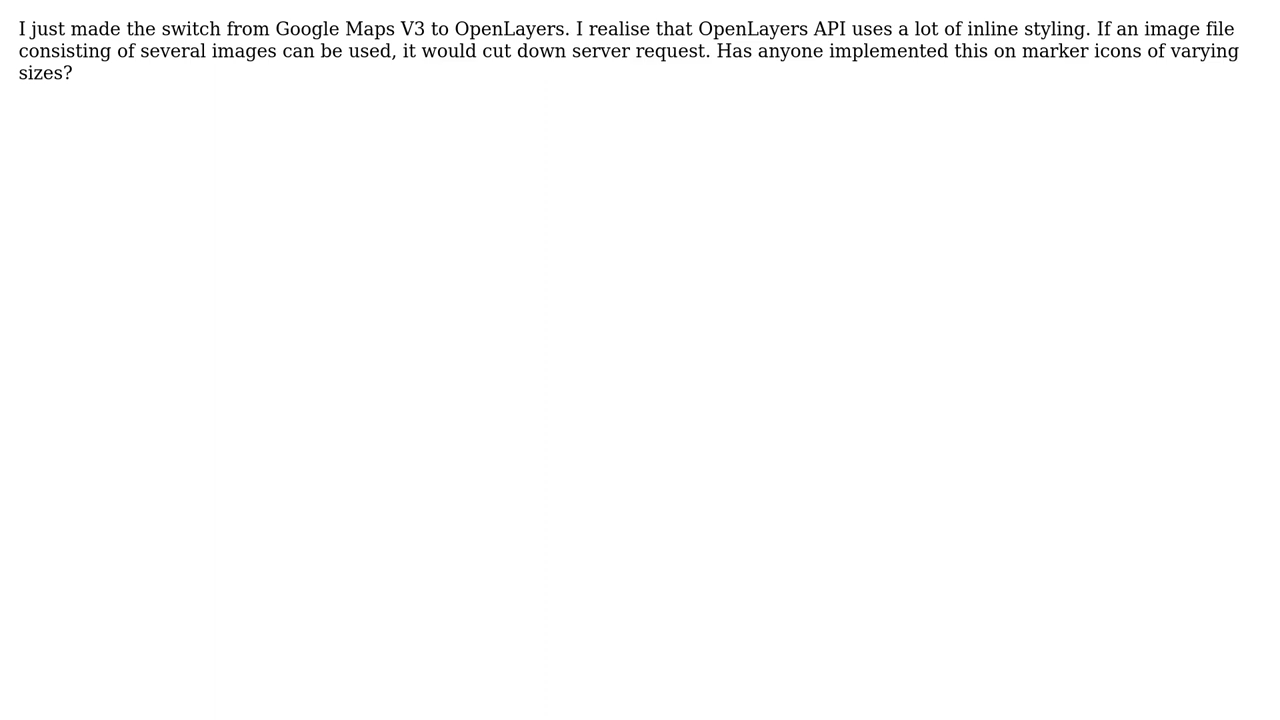 I just made the switch from Google Maps V3 to OpenLayers. I realise that OpenLayers API uses a lot of inline styling. If an image file
consisting of several images can be used, it would cut down server request. Has anyone implemented this on marker icons of varying
sizes?